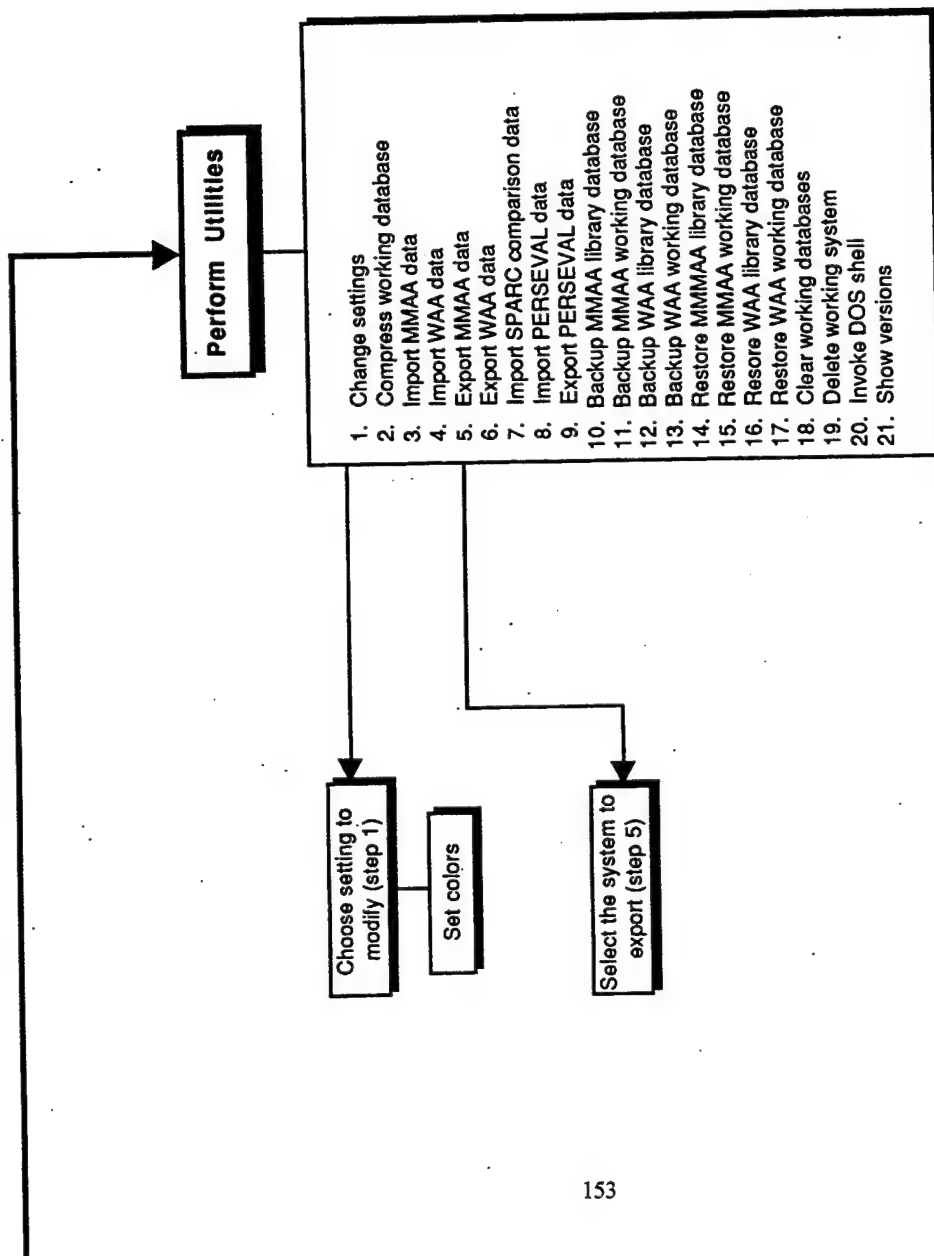 Perform Utilities
1. Change settings
2. Compress working database
3. Import MMAA data
4. Import WAA data
5. Export MMAA data
6. Export WAA data
7. Import SPARC comparison data
8. Import PERSEVAL data
9. Export PERSEVAL data
10. Backup MMAA library database
11. Backup MMAA working database
12. Backup WAA library database
13. Backup WAA working database
14. Restore MMMAA library database
15. Restore MMAA working database
16. Resore WAA library database
17. Restore WAA working database
18. Clear working databases
19. Delete working system
20. Invoke DOS shell
21. Show versions
Choose setting to
modify (step 1)
Set colors
Select the system to
export (step 5)
153